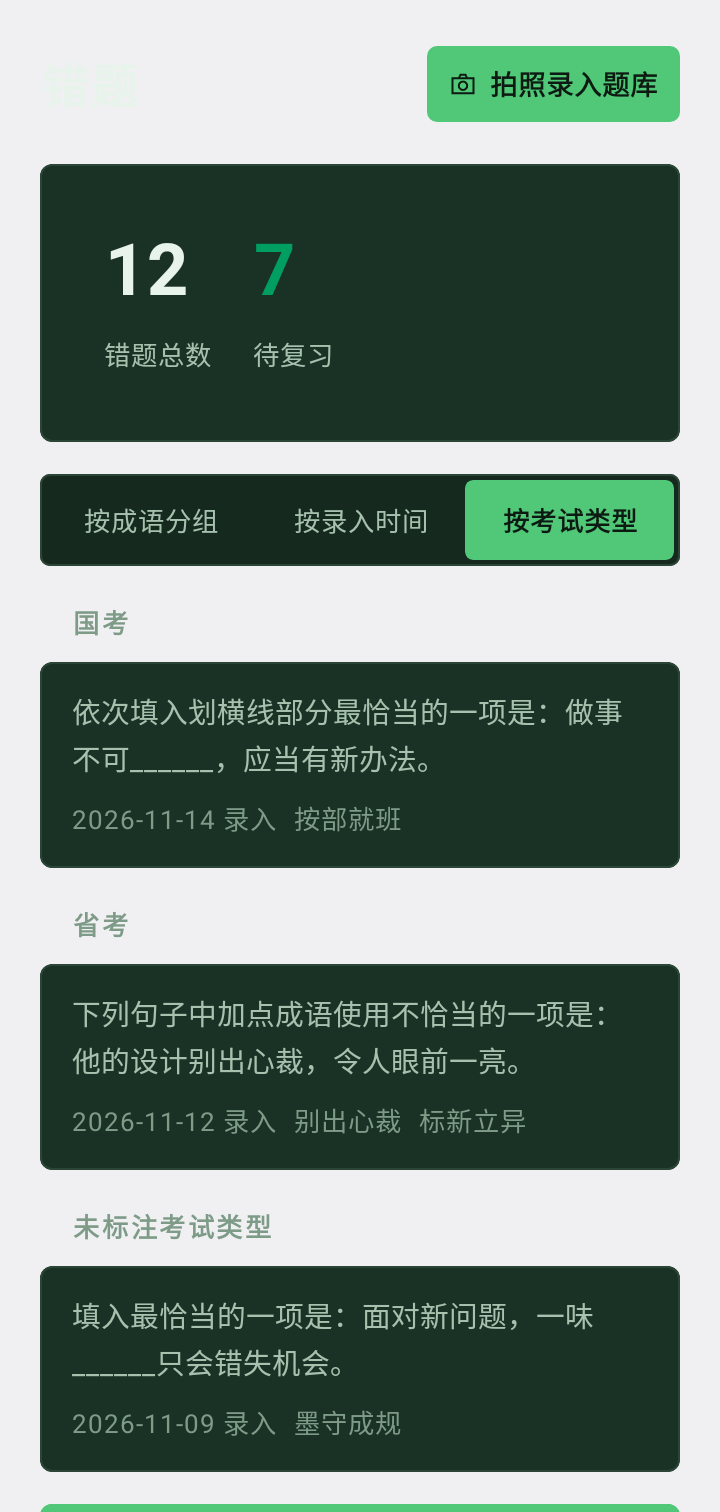 拍照录入题库
12
7
错题总数
待复习
按成语分组
按录入时间
按考试类型
国考
依次填入划横线部分最恰当的一项是：做事
不可______，应当有新办法。
2026-11-14 录入 按部就班
省考
下列句子中加点成语使用不恰当的一项是：
他的设计别出心裁，令人眼前一亮。
2026-11-12 录入 别出心裁 标新立异
未标注考试类型
填入最恰当的一项是：面对新问题，一味
______只会错失机会。
2026-11-09 录入 墨守成规